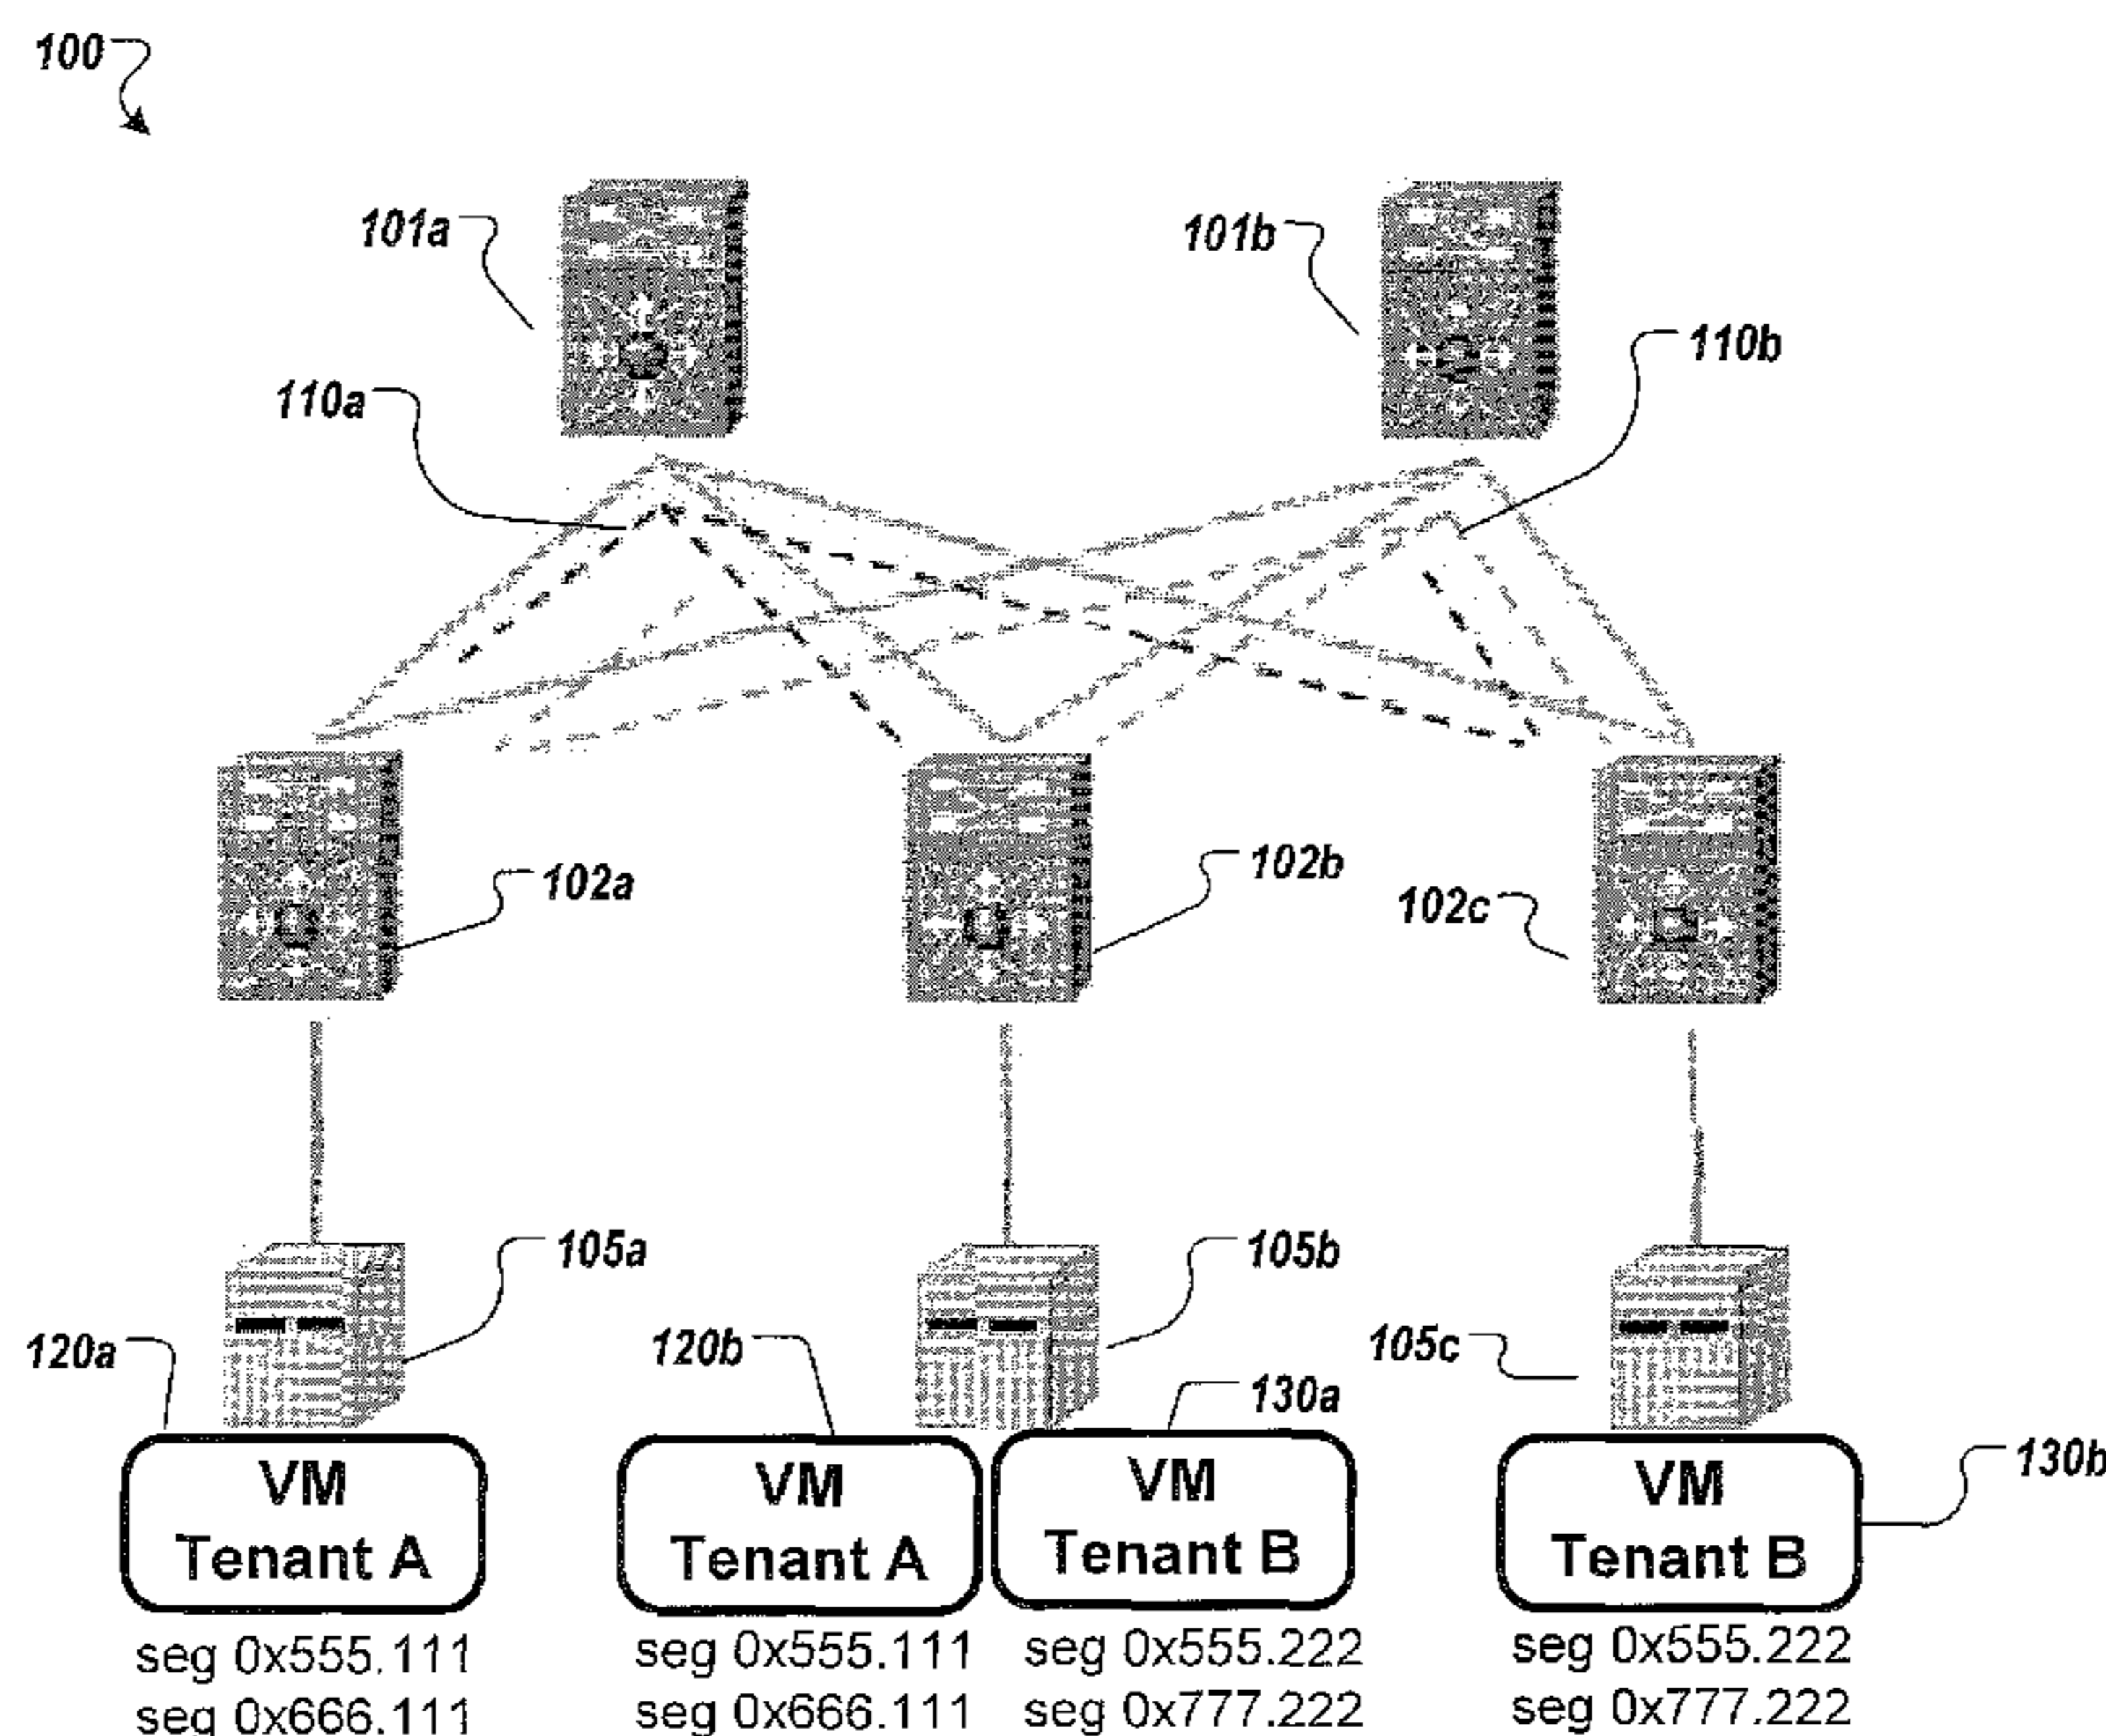 100
101a
101b
110a
110b
102a
102b
102c
105a
105b
105c
120a
120b
130a
130b
VM
Tenant A
VM
Tenant A
VM
Tenant B
VM
Tenant B
seg 0x555.111
seg 0x666.111
seg 0x555.111
seg 0x666.111
seg 0x555.222
seg 0x777.222
seg 0x555.222
seg 0x777.222